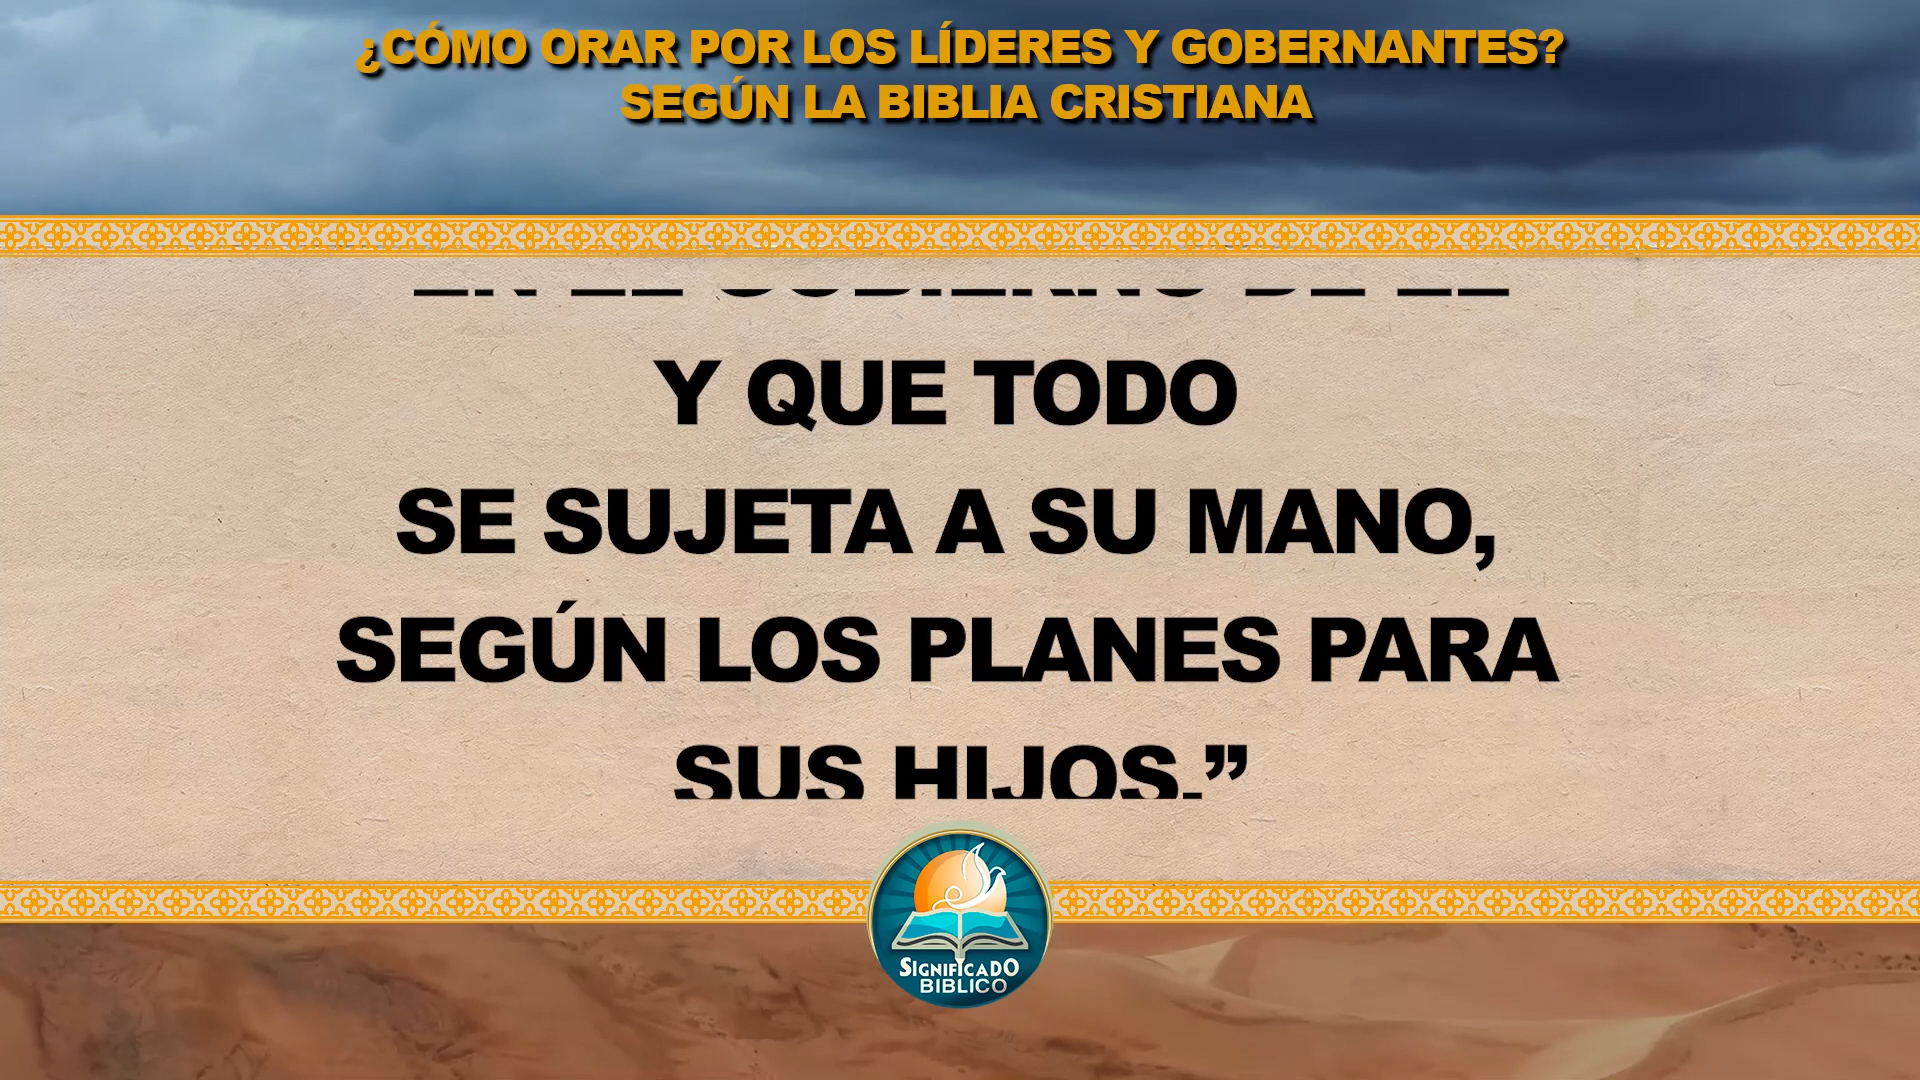 ¿CÓMO ORAR POR LOS LÍDERES Y GOBERNANTES?
SEGÚN LA BIBLIA CRISTIANA
Y QUE TODO
SE SUJETA A SU MANO,
SEGÚN LOS PLANES PARA
SUS HIJOS.”
SIGNIFICADO
BIBLICO